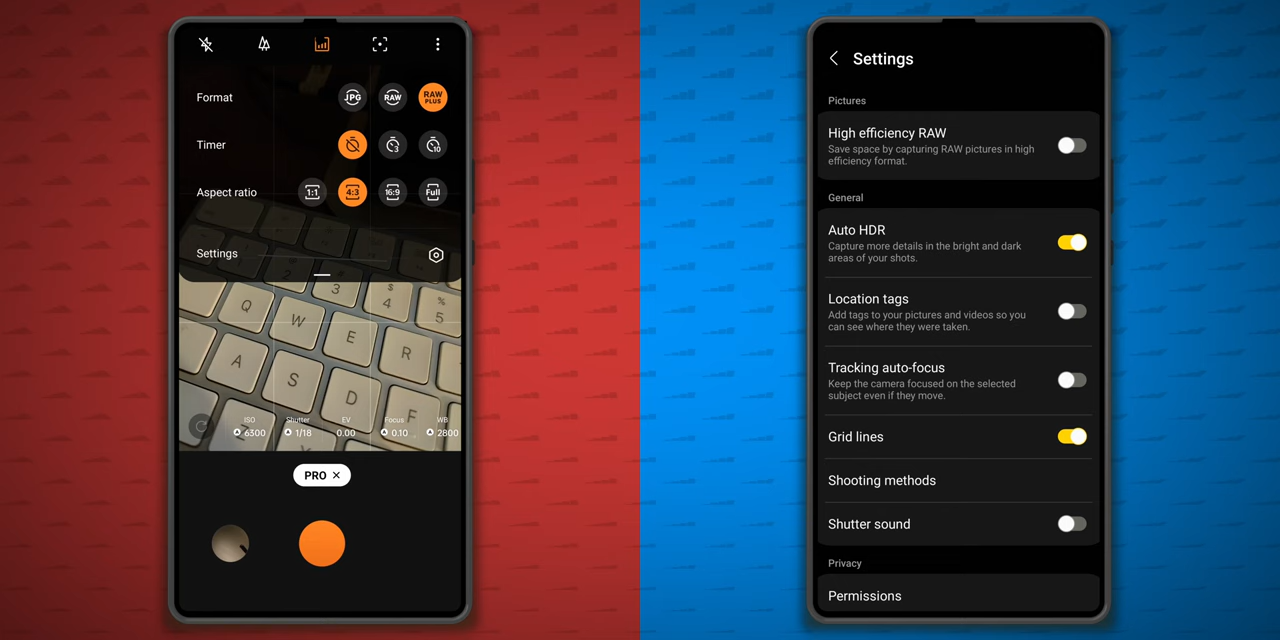 Format
JPG
RAW
RAW PLUS
Timer
2
10
Aspect ratio
1:1
4:3
16:9
Full
Settings
2
3
$ 4
% 5
Q
W
E
R
A
S
D
F
Z
ISO
6300
Shutter
1/18
EV
0.00
Focus
0.10
WB
2800
PRO ×
Settings
Pictures
High efficiency RAW
Save space by capturing RAW pictures in high
efficiency format.
General
Auto HDR
Capture more details in the bright and dark
areas of your shots.
Location tags
Add tags to your pictures and videos so you
can see where they were taken.
Tracking auto-focus
Keep the camera focused on the selected
subject even if they move.
Grid lines
Shooting methods
Shutter sound
Privacy
Permissions